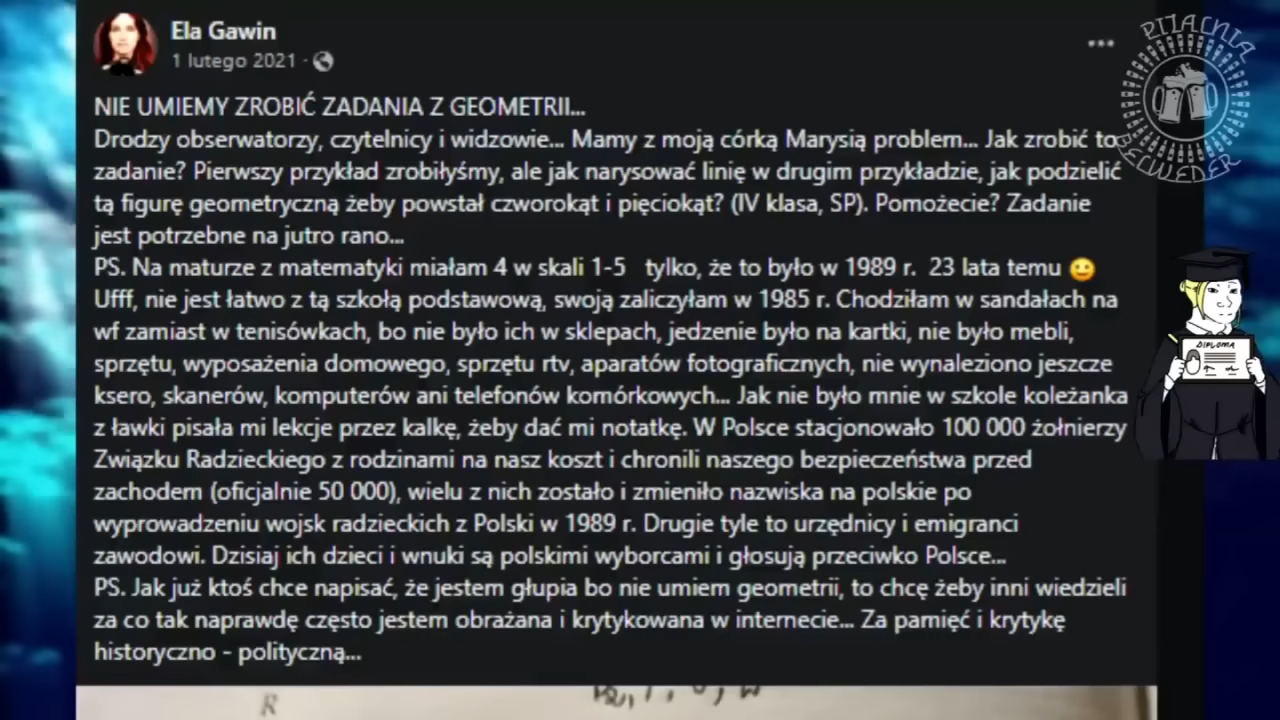 Ela Gawin
1 lutego 2021 ·
NIE UMIEMY ZROBIĆ ZADANIA Z GEOMETRII...
Drodzy obserwatorzy, czytelnicy i widzowie... Mamy z moją córką Marysią problem... Jak zrobić to
zadanie? Pierwszy przykład zrobiłyśmy, ale jak narysować linię w drugim przykładzie, jak podzielić
tą figurę geometryczną żeby powstał czworokąt i pięciokąt? (IV klasa, SP). Pomożecie? Zadanie
jest potrzebne na jutro rano...
PS. Na maturze z matematyki miałam 4 w skali 1-5 tylko, że to było w 1989 r. 23 lata temu 🙂
Ufff, nie jest łatwo z tą szkołą podstawową, swoją zaliczyłam w 1985 r. Chodziłam w sandałach na
wf zamiast w tenisówkach, bo nie było ich w sklepach, jedzenie było na kartki, nie było mebli,
sprzętu, wyposażenia domowego, sprzętu rtv, aparatów fotograficznych, nie wynaleziono jeszcze
ksero, skanerów, komputerów ani telefonów komórkowych... Jak nie było mnie w szkole koleżanka
z ławki pisała mi lekcje przez kalkę, żeby dać mi notatkę. W Polsce stacjonowało 100 000 żołnierzy
Związku Radzieckiego z rodzinami na nasz koszt i chronili naszego bezpieczeństwa przed
zachodem (oficjalnie 50 000), wielu z nich zostało i zmieniło nazwiska na polskie po
wyprowadzeniu wojsk radzieckich z Polski w 1989 r. Drugie tyle to urzędnicy i emigranci
zawodowi. Dzisiaj ich dzieci i wnuki są polskimi wyborcami i głosują przeciwko Polsce...
PS. Jak już ktoś chce napisać, że jestem głupia bo nie umiem geometrii, to chcę żeby inni wiedzieli
za co tak naprawdę często jestem obrażana i krytykowana w internecie... Za pamięć i krytykę
historyczno - polityczną...
R
PIJALNIA
BELWEDER
DIPLOMA